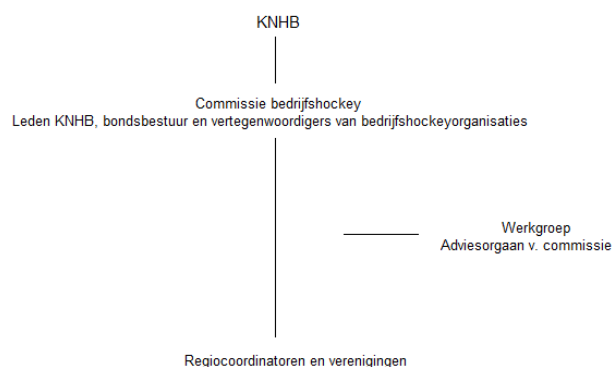 KNHB
Commissie bedrijfshockey
Leden KNHB, bondsbestuur en vertegenwoordigers van bedrijfshockeyorganisaties
Werkgroep
Adviesorgaan v. commissie
Regiocoordinatoren en verenigingen